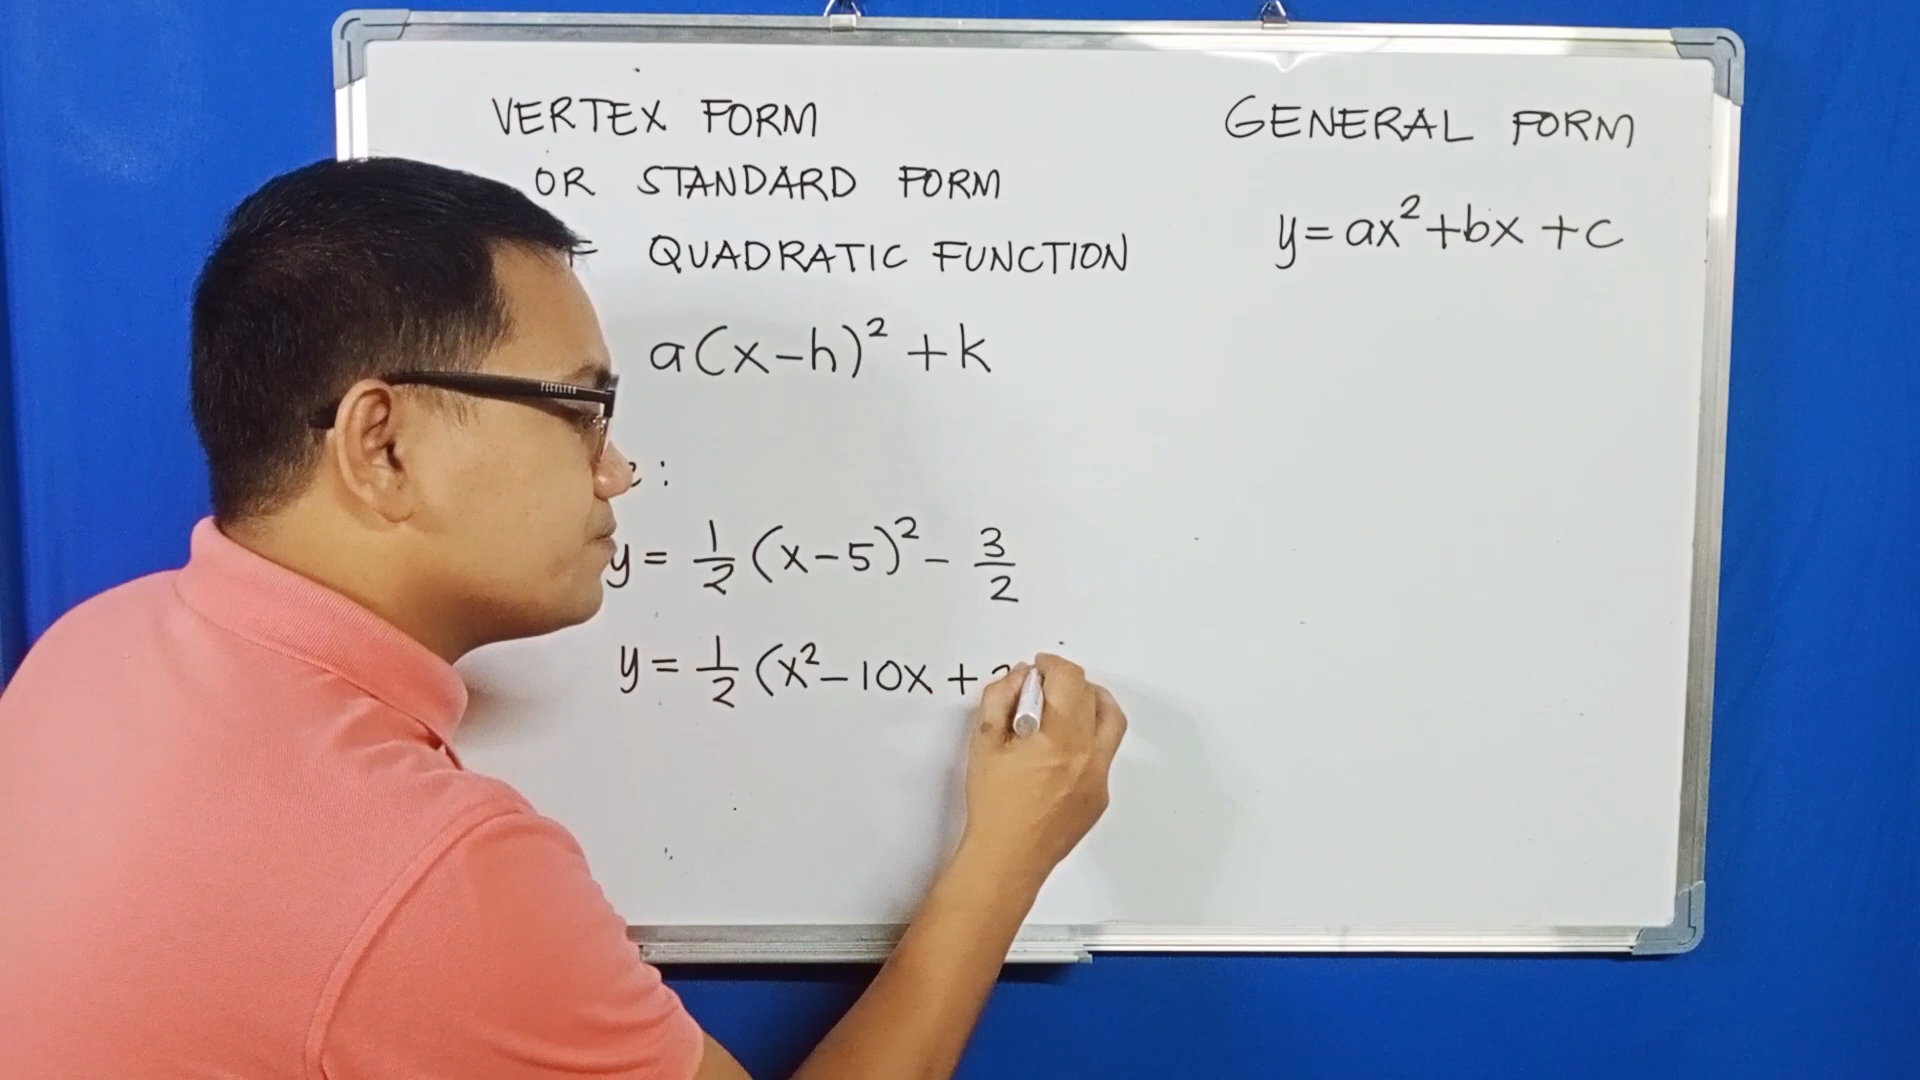 VERTEX FORM
OR STANDARD FORM
QUADRATIC FUNCTION
a(x-h)² +k
y = 1/2 (x-5)² - 3/2
y = 1/2 (x²-10x +
GENERAL FORM
y=ax²+bx+c